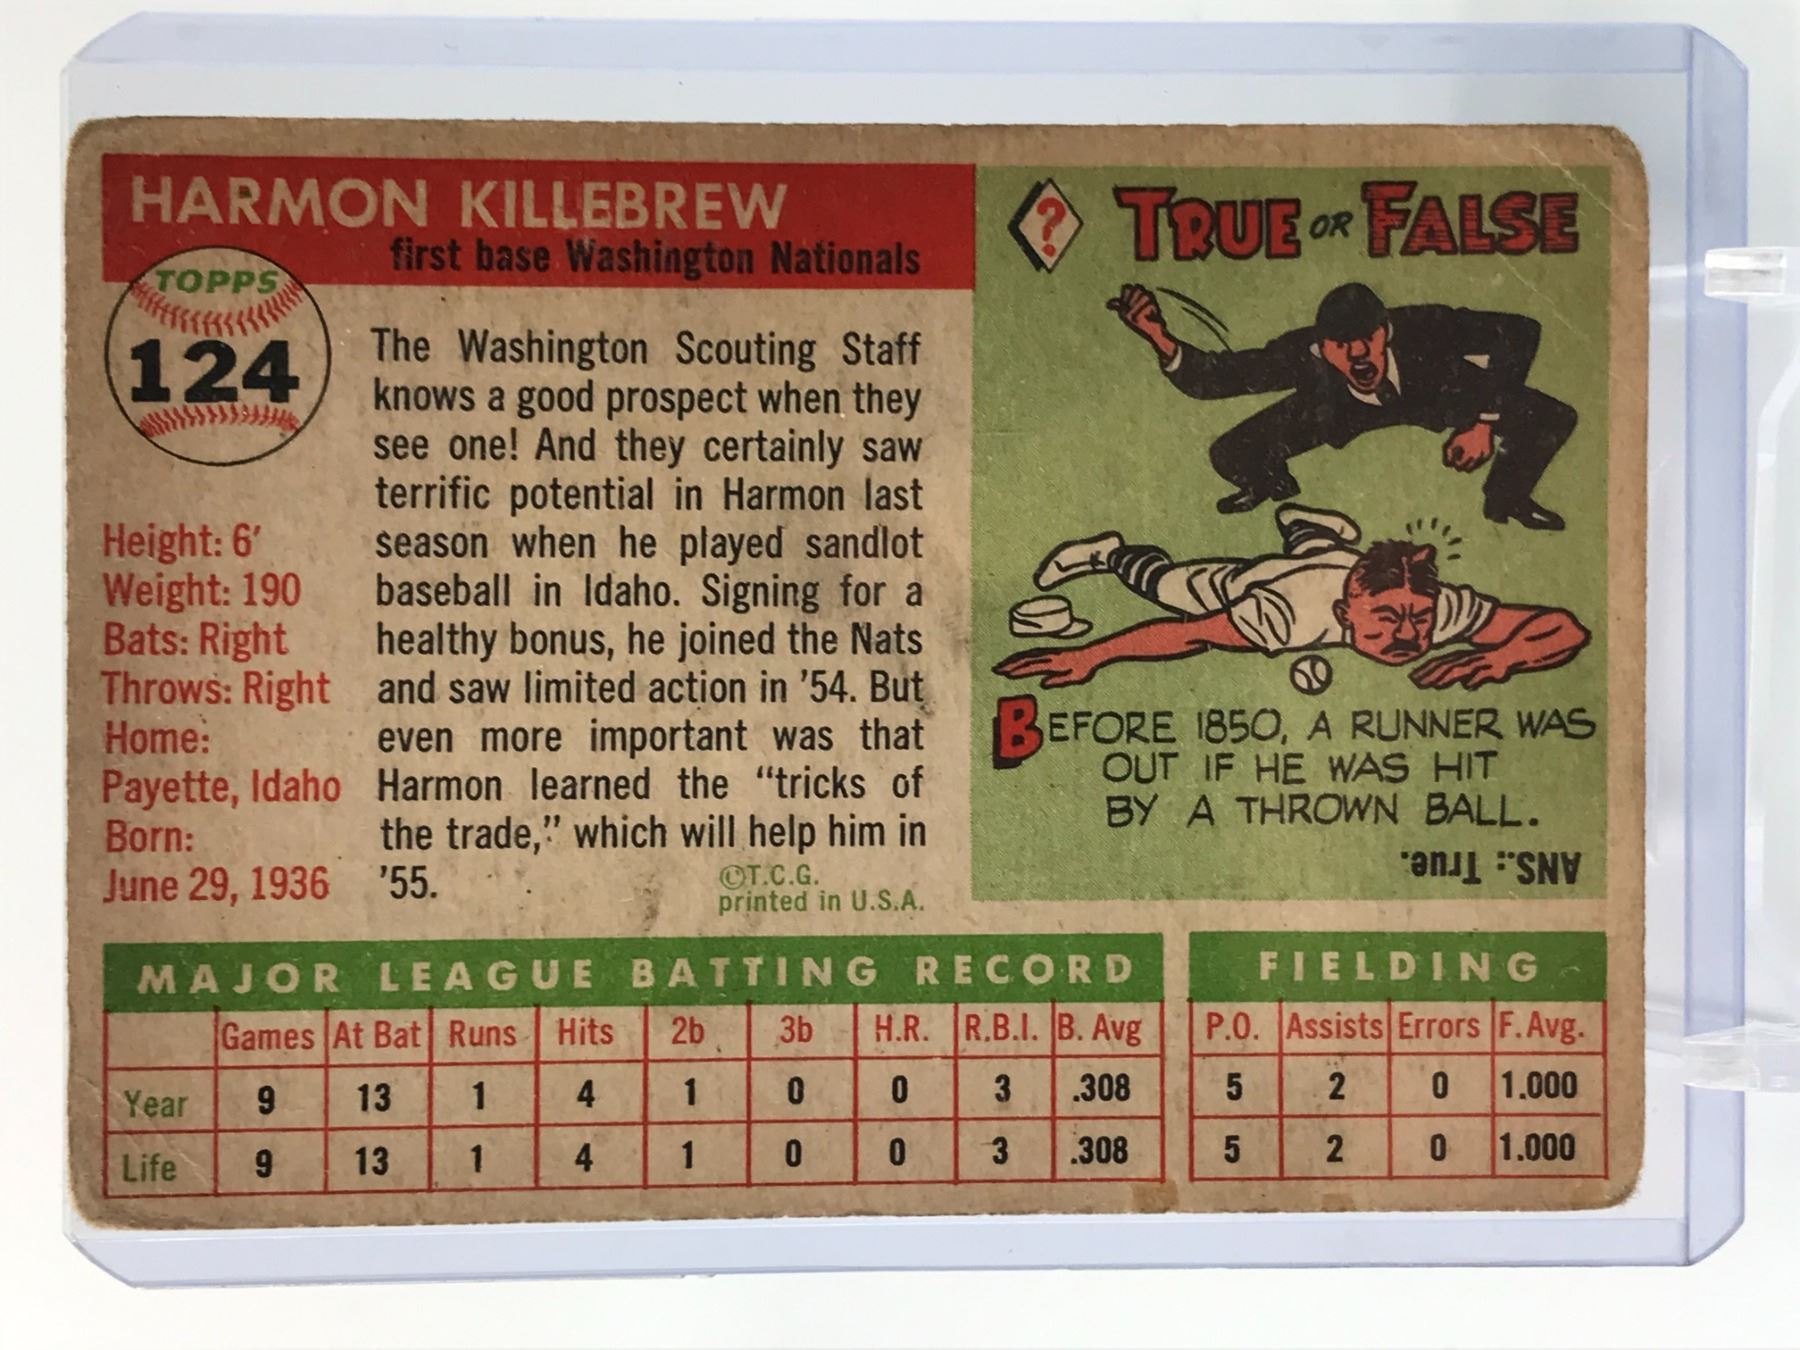 HARMON KILLEBREW
first base Washington Nationals
TOPPS
124
Height: 6'
Weight: 190
Bats: Right
Throws: Right
Home:
Payette, Idaho
Born:
June 29, 1936
The Washington Scouting Staff
knows a good prospect when they
see one! And they certainly saw
terrific potential in Harmon last
season when he played sandlot
baseball in Idaho. Signing for a
healthy bonus, he joined the Nats
and saw limited action in '54. But
even more important was that
Harmon learned the "tricks of
the trade," which will help him in
'55.
©T.C.G.
printed in U.S.A.
? TRUE OR FALSE
BEFORE 1850, A RUNNER WAS
OUT IF HE WAS HIT
BY A THROWN BALL.
ANS.: True.
MAJOR LEAGUE BATTING RECORD
Games At Bat Runs Hits 2b 3b H.R. R.B.I. B. Avg
Year 9 13 1 4 1 0 0 3 .308
Life 9 13 1 4 1 0 0 3 .308
FIELDING
P.O. Assists Errors F. Avg.
5 2 0 1.000
5 2 0 1.000